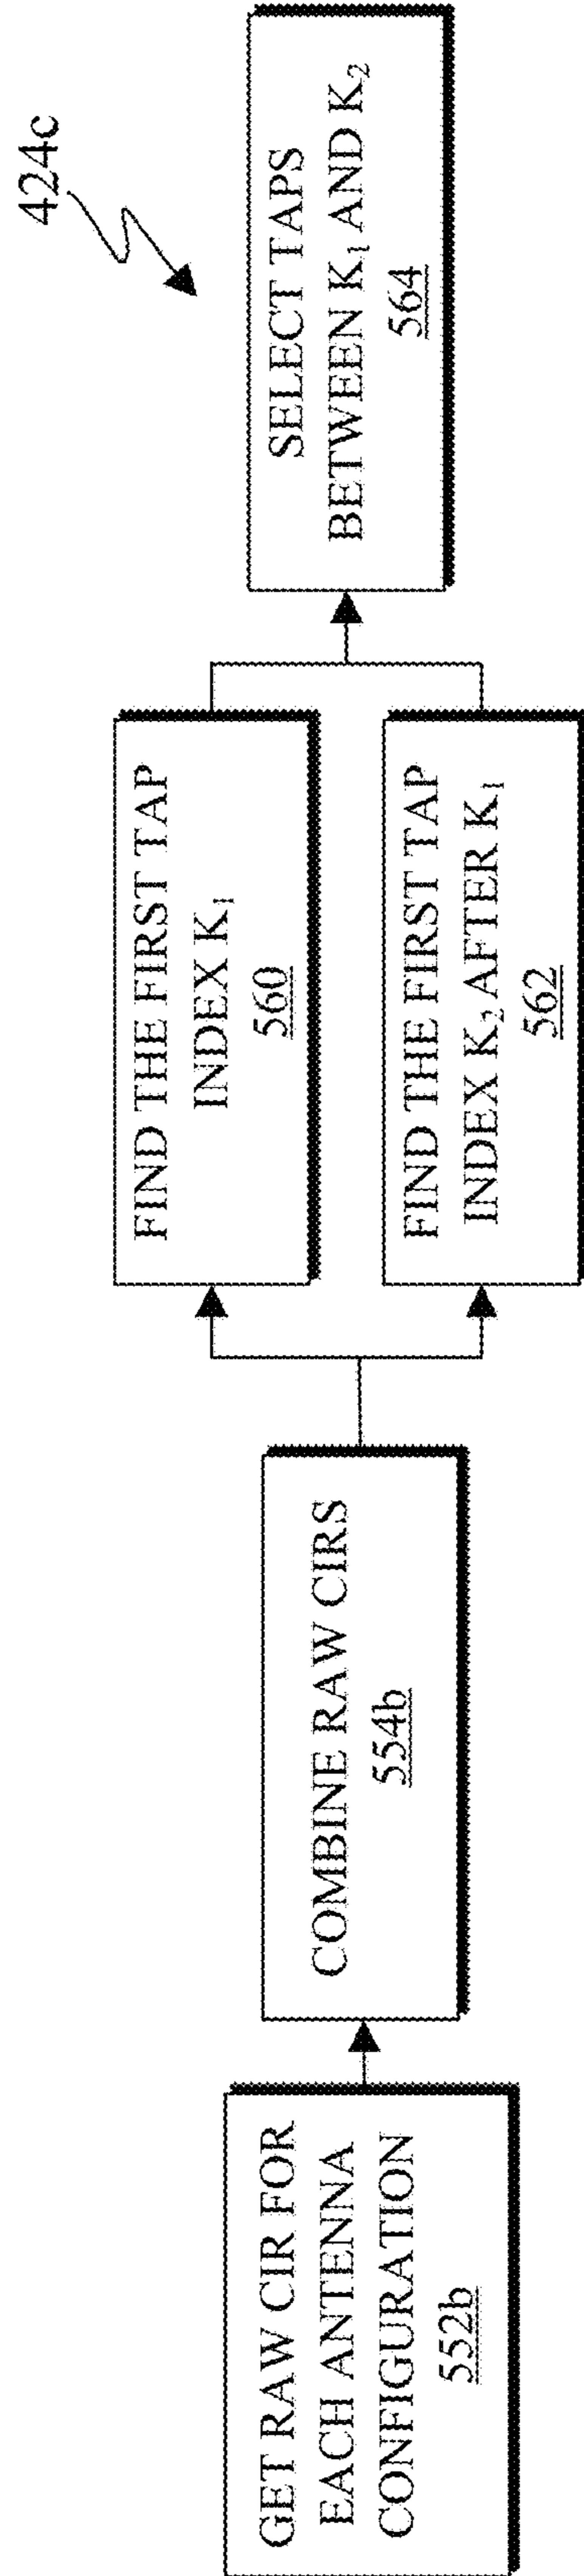 424c
GET RAW CIR FOR
EACH ANTENNA
CONFIGURATION
552b
COMBINE RAW CIRS
554b
FIND THE FIRST TAP
INDEX K₁
560
FIND THE FIRST TAP
INDEX K₂ AFTER K₁
562
SELECT TAPS
BETWEEN K₁ AND K₂
564